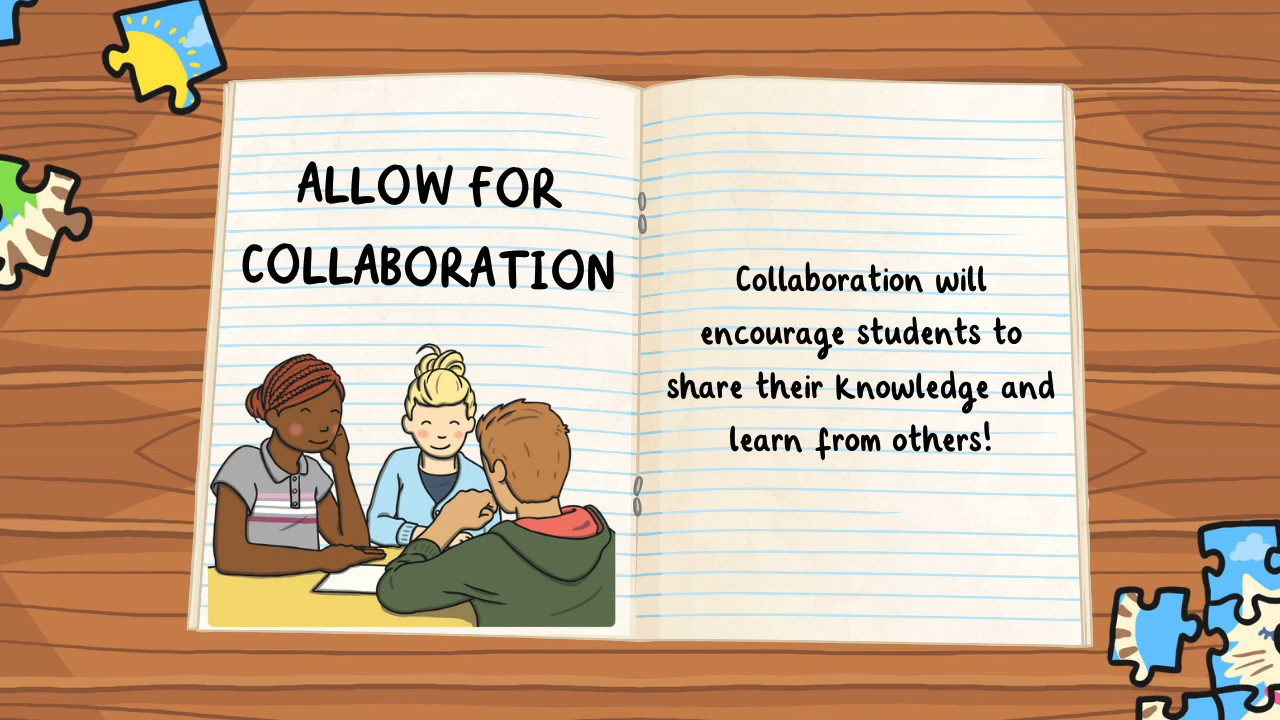 ALLOW FOR
COLLABORATION
Collaboration will
encourage students to
share their knowledge and
learn from others!